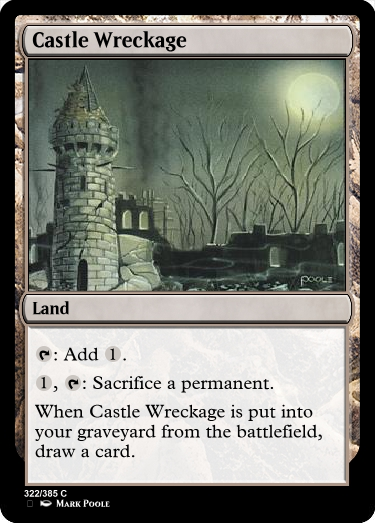 Castle Wreckage
POOLE
Land
: Add 1.
1, : Sacrifice a permanent.
When Castle Wreckage is put into
your graveyard from the battlefield,
draw a card.
322/385 C
Mark Poole